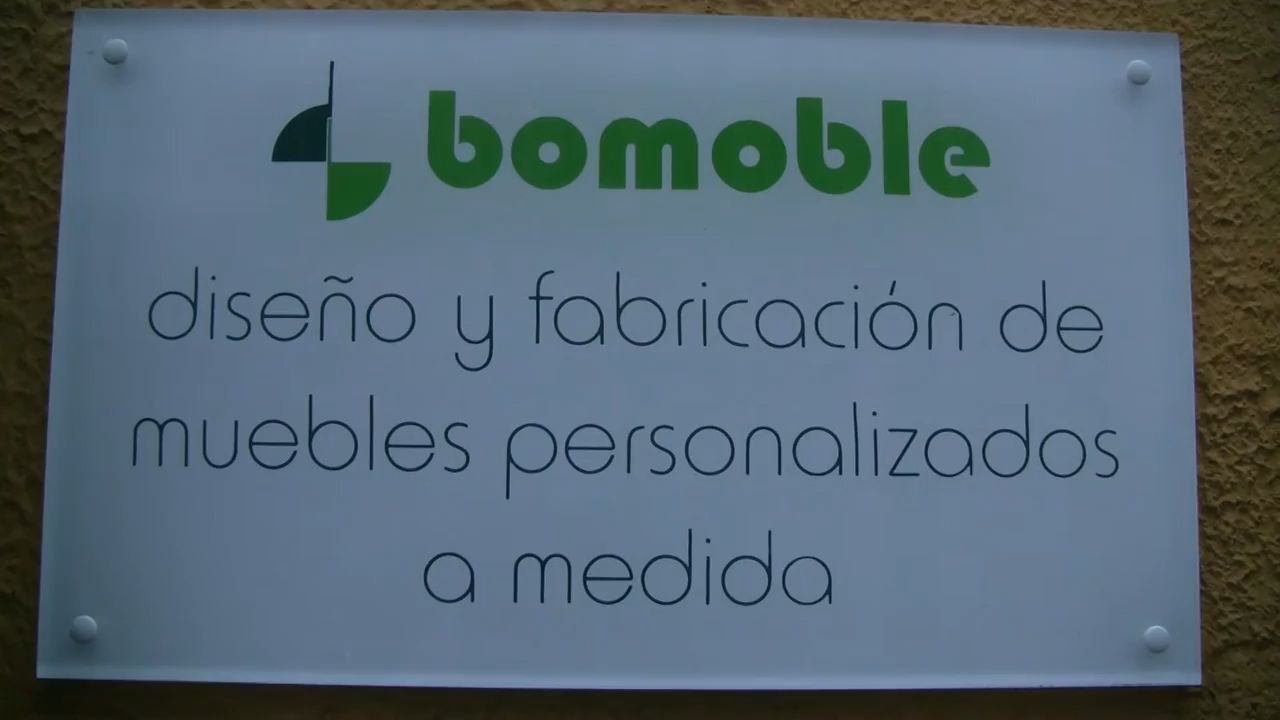 bomoble
diseño y fabricación de
muebles personalizados
a medida